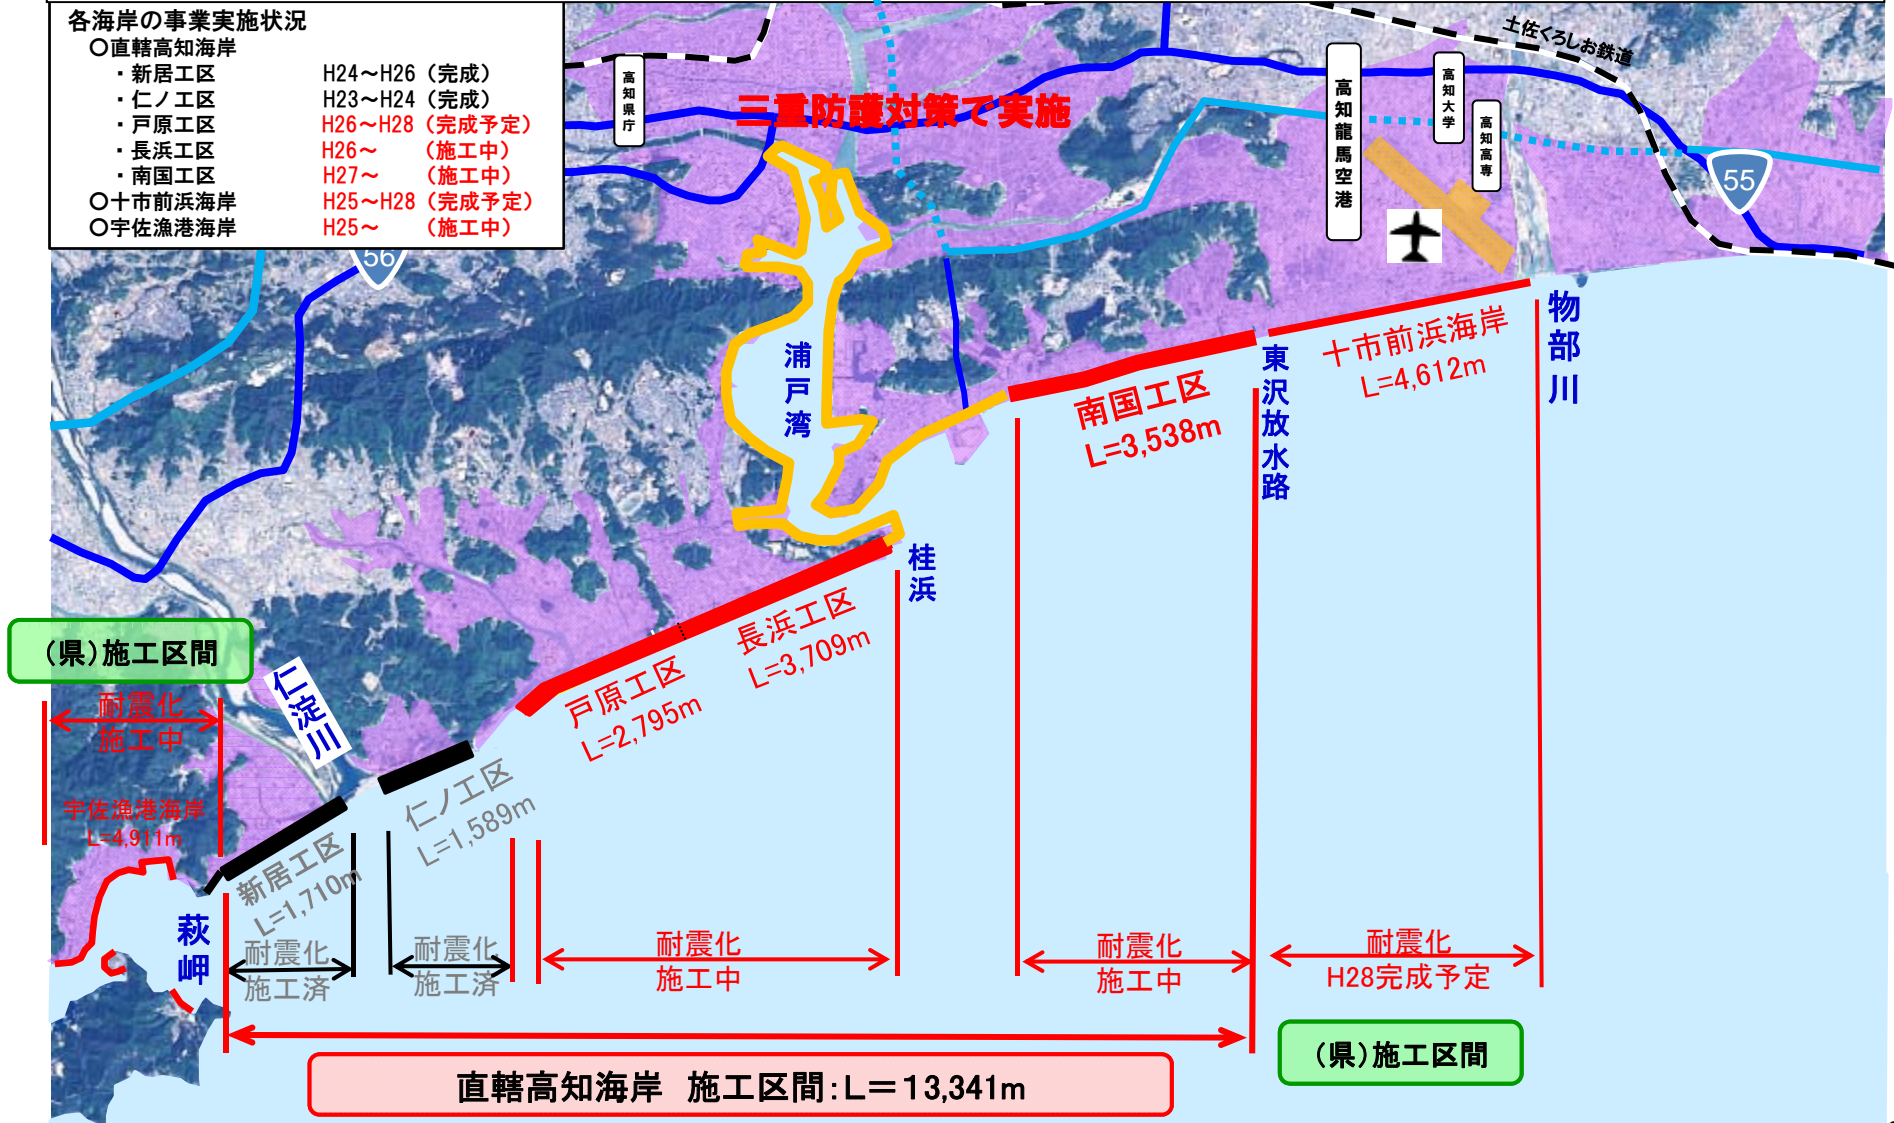 各海岸の事業実施状況
○直轄高知海岸
・新居工区 H24～H26（完成）
・仁ノ工区 H23～H24（完成）
・戸原工区 H26～H28（完成予定）
・長浜工区 H26～ （施工中）
・南国工区 H27～ （施工中）
○十市前浜海岸 H25～H28（完成予定）
○宇佐漁港海岸 H25～ （施工中）
高知県庁
三重防護対策で実施
高知龍馬空港
高知大学
高知高専
土佐くろしお鉄道
55
56
浦戸湾
南国工区
L=3,538m
東沢放水路
十市前浜海岸
L=4,612m
物部川
桂浜
長浜工区
L=3,709m
戸原工区
L=2,795m
（県）施工区間
耐震化
施工中
仁淀川
宇佐漁港海岸
L=4,911m
仁ノ工区
L=1,589m
新居工区
L=1,710m
萩岬
耐震化
施工済
耐震化
施工済
耐震化
施工中
耐震化
施工中
耐震化
H28完成予定
（県）施工区間
直轄高知海岸 施工区間：L＝13,341m